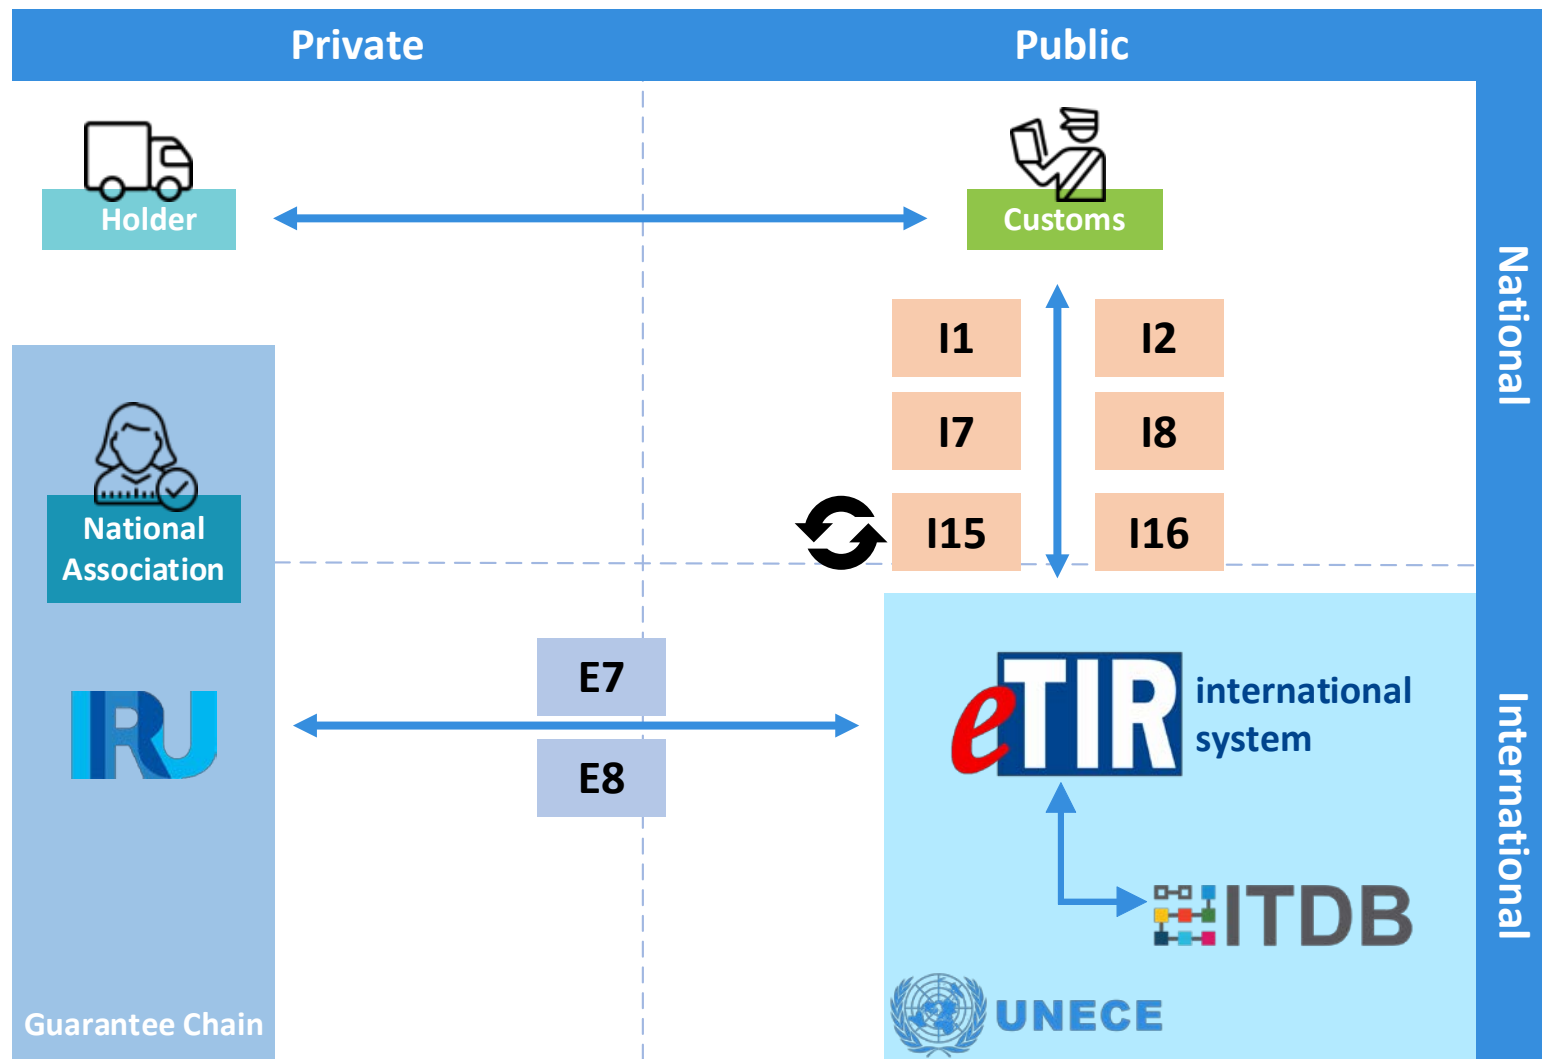 Private
Public
Holder
Customs
National
I1
I2
I7
I8
I15
I16
National
Association
E7
E8
IRU
eTIR
international
system
International
ITDB
Guarantee Chain
UNECE